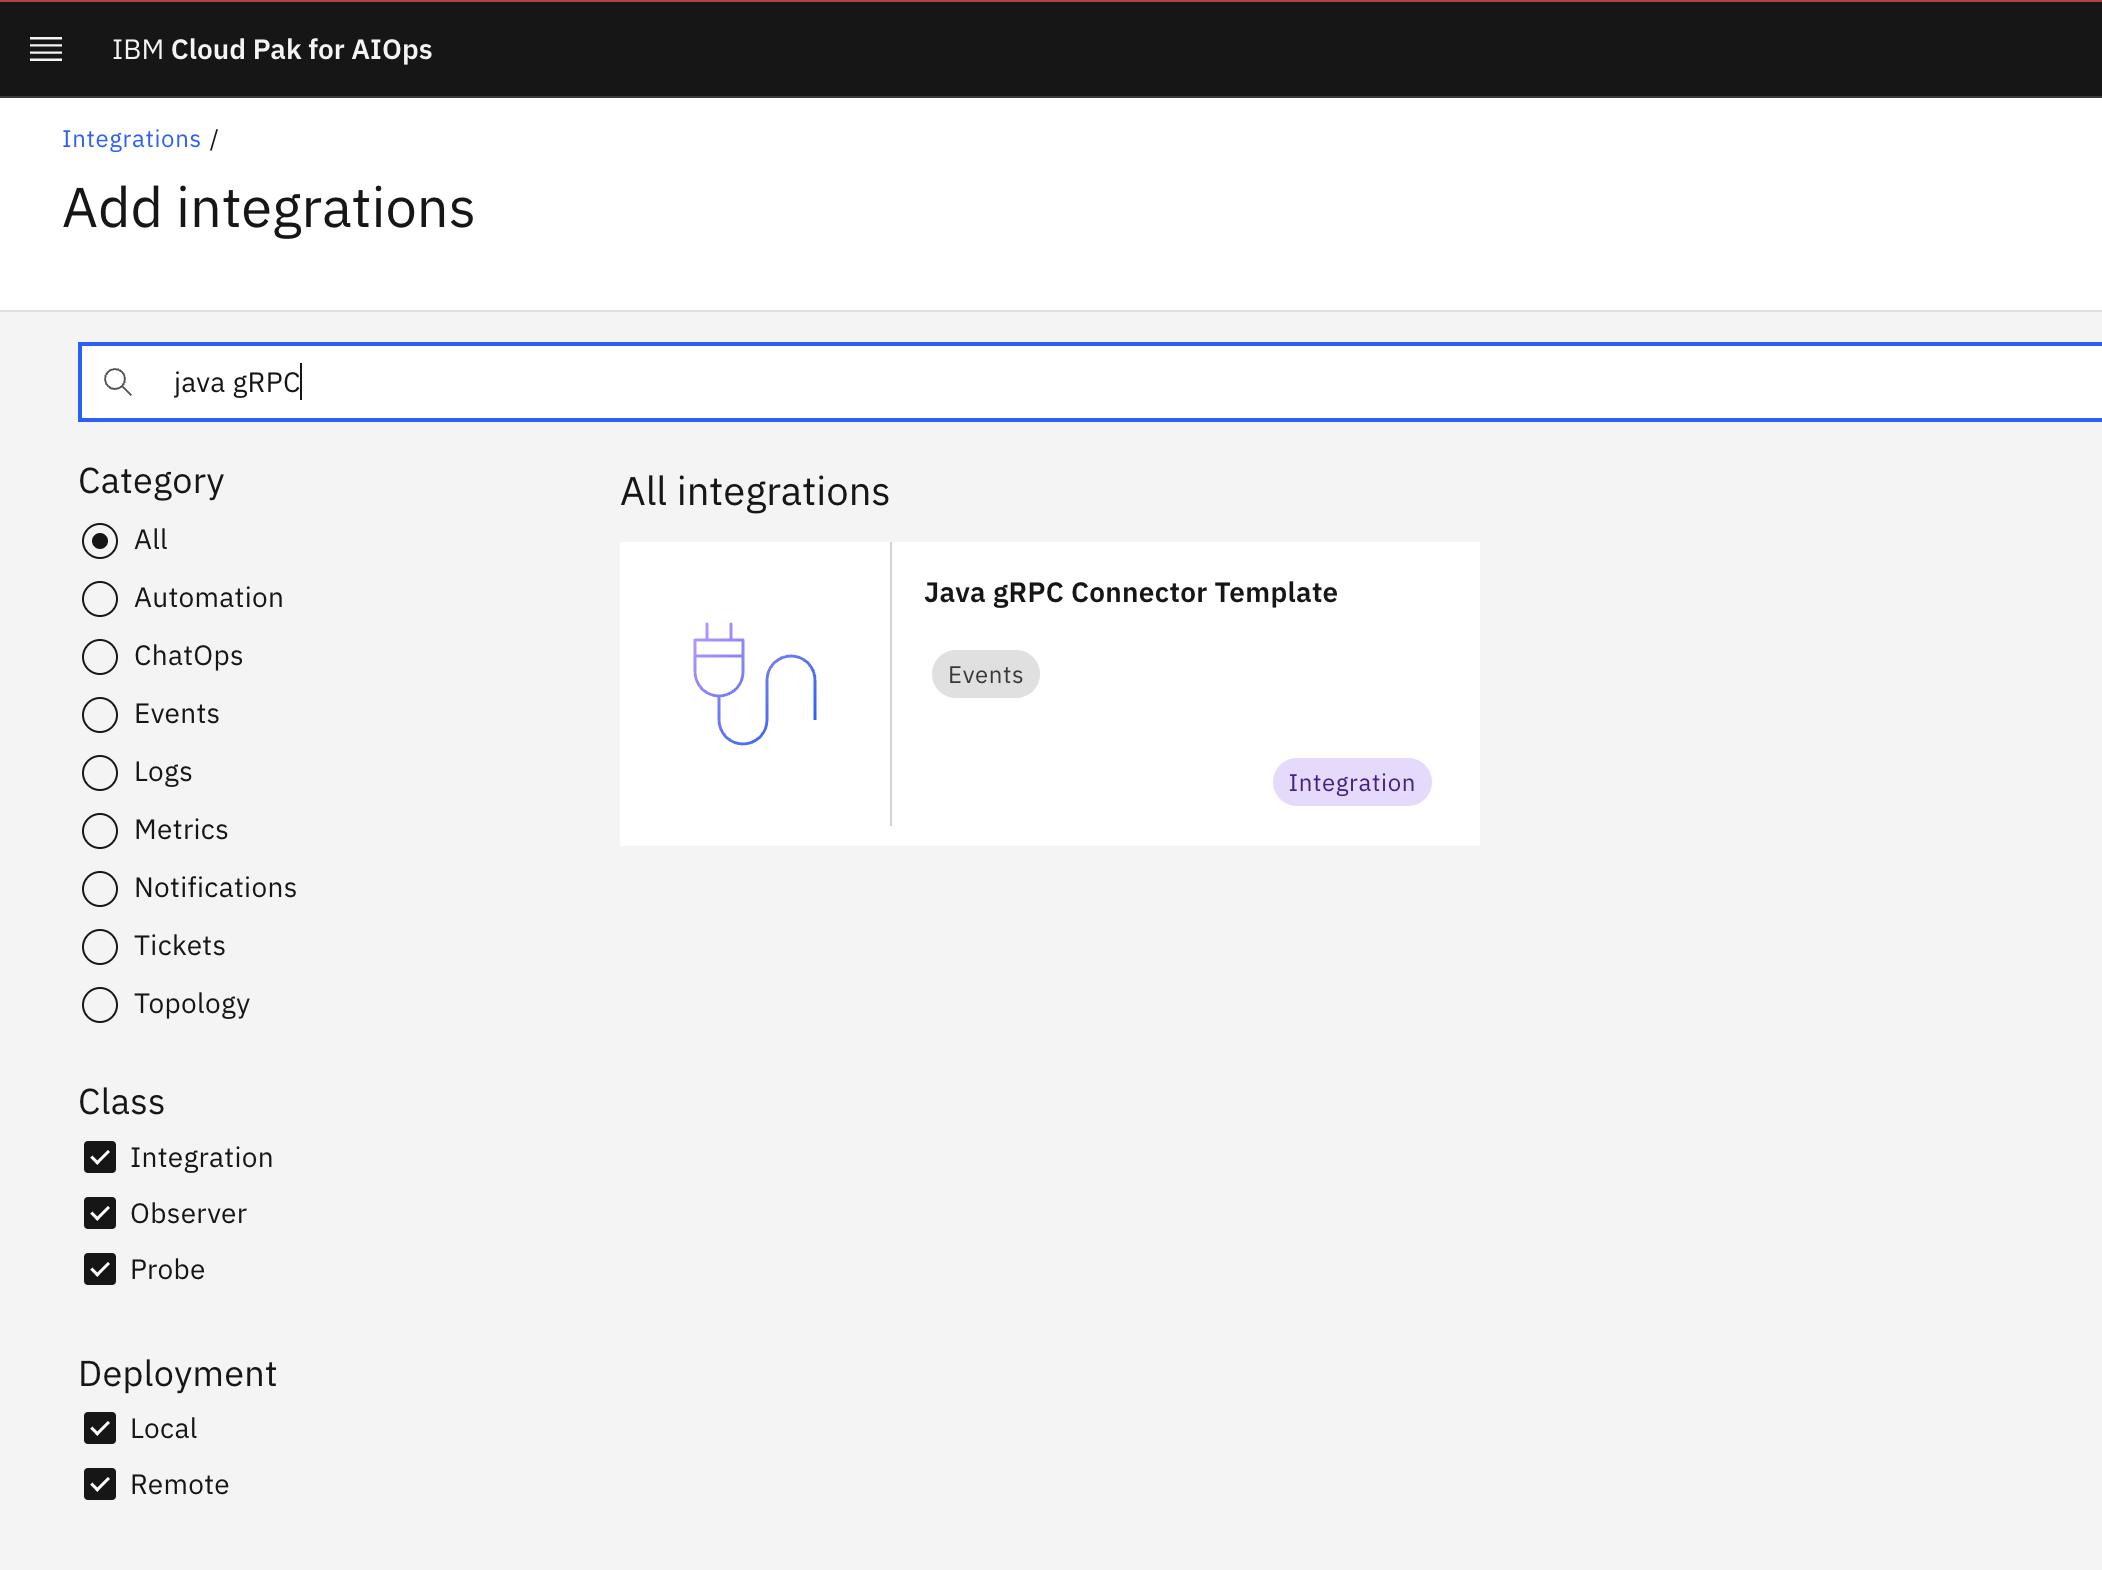 IBM Cloud Pak for AIOps
Integrations /
Add integrations
java gRPC
Category
All
Automation
ChatOps
Events
Logs
Metrics
Notifications
Tickets
Topology
Class
Integration
Observer
Probe
Deployment
Local
Remote
All integrations
Java gRPC Connector Template
Events
Integration